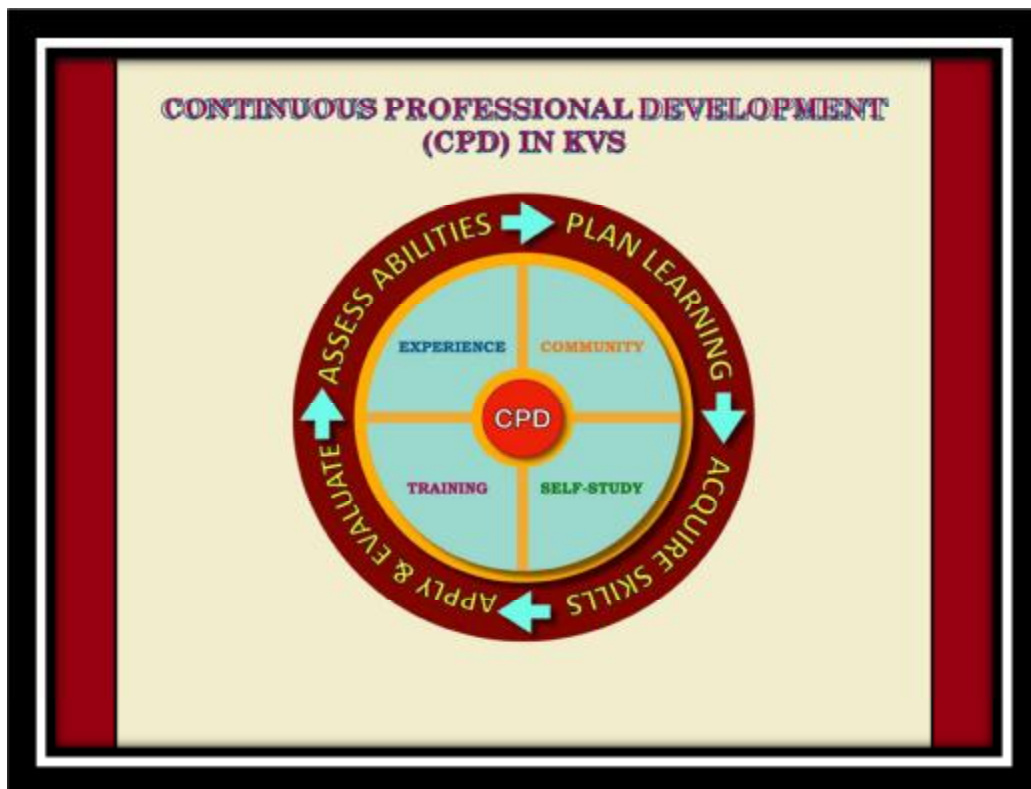 CONTINUOUS PROFESSIONAL DEVELOPMENT
(CPD) IN KVS
ASSESS ABILITIES
PLAN LEARNING
ACQUIRE SKILLS
APPLY & EVALUATE
EXPERIENCE
COMMUNITY
CPD
TRAINING
SELF-STUDY